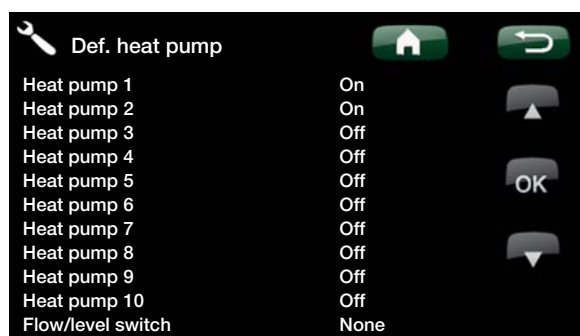 Def. heat pump
Heat pump 1 On
Heat pump 2 On
Heat pump 3 Off
Heat pump 4 Off
Heat pump 5 Off
Heat pump 6 Off
Heat pump 7 Off
Heat pump 8 Off
Heat pump 9 Off
Heat pump 10 Off
Flow/level switch None
OK